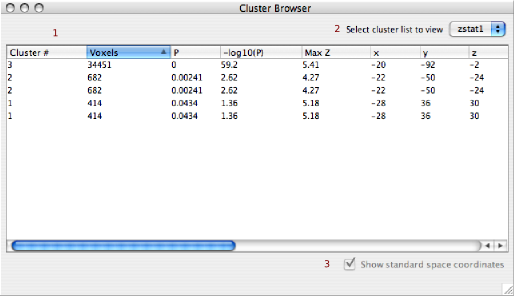 Cluster Browser
1
2 Select cluster list to view zstat1
Cluster # Voxels P -log10(P) Max Z x y z
3 34451 0 59.2 5.41 -20 -92 -2
2 682 0.00241 2.62 4.27 -22 -50 -24
2 682 0.00241 2.62 4.27 -22 -50 -24
1 414 0.0434 1.36 5.18 -28 36 30
1 414 0.0434 1.36 5.18 -28 36 30
3 Show standard space coordinates